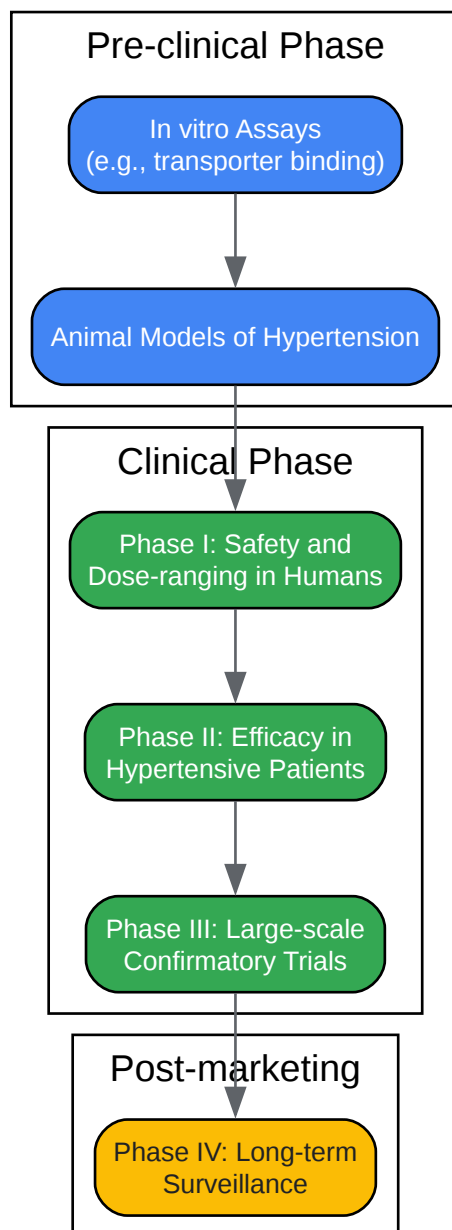 Pre-clinical Phase
In vitro Assays
(e.g., transporter binding)
Animal Models of Hypertension
Clinical Phase
Phase I: Safety and
Dose-ranging in Humans
Phase II: Efficacy in
Hypertensive Patients
Phase III: Large-scale
Confirmatory Trials
Post-marketing
Phase IV: Long-term
Surveillance